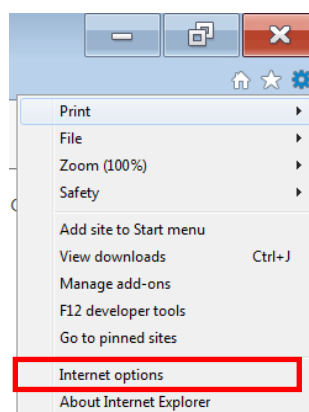 Print
File
Zoom (100%)
Safety
Add site to Start menu
View downloads Ctrl+J
Manage add-ons
F12 developer tools
Go to pinned sites
Internet options
About Internet Explorer